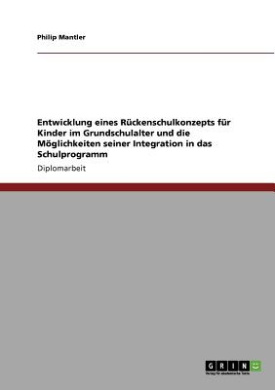 Philip Mantler
Entwicklung eines Rückenschulkonzepts für
Kinder im Grundschulalter und die
Möglichkeiten seiner Integration in das
Schulprogramm
Diplomarbeit
GRIN